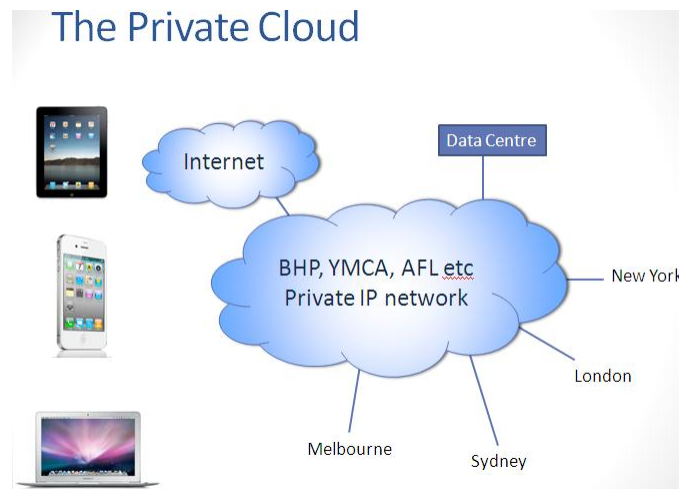 The Private Cloud
Internet
Data Centre
BHP, YMCA, AFL etc
Private IP network
New York
London
Melbourne
Sydney